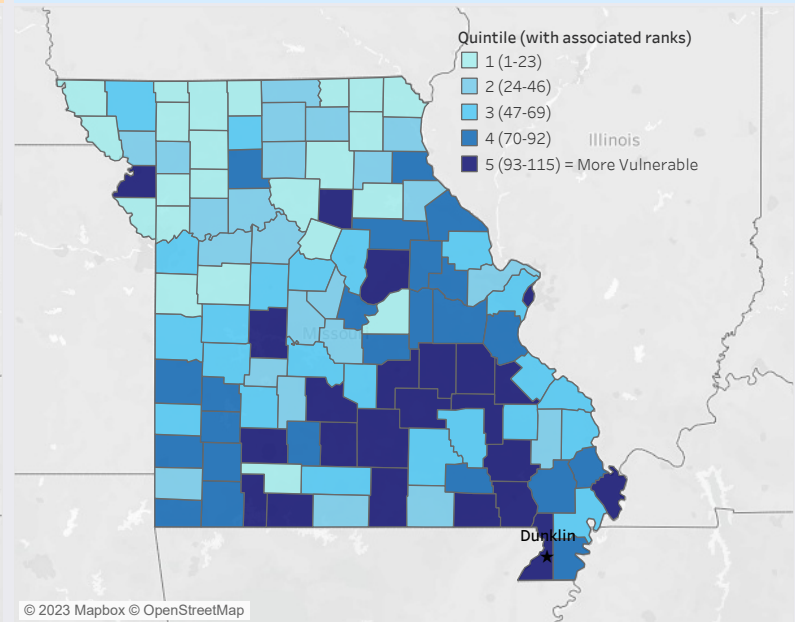 Quintile (with associated ranks)
1 (1-23)
2 (24-46)
3 (47-69)
4 (70-92)
5 (93-115) = More Vulnerable
Illinois
Missouri
Dunklin
© 2023 Mapbox © OpenStreetMap